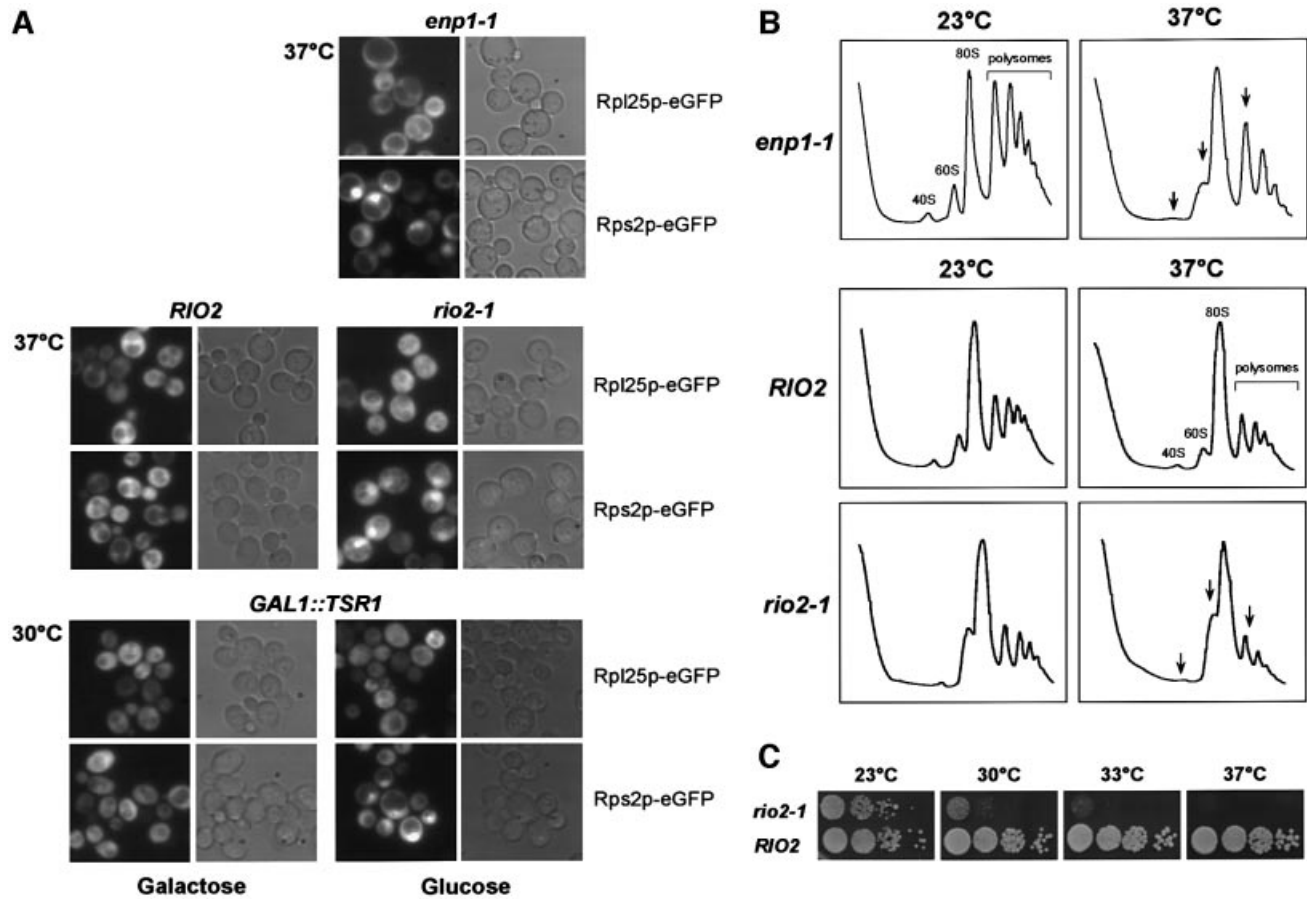 A
enp1-1
37°C
Rpl25p-eGFP
Rps2p-eGFP
RIO2
rio2-1
37°C
Rpl25p-eGFP
Rps2p-eGFP
GAL1::TSR1
30°C
Rpl25p-eGFP
Rps2p-eGFP
Galactose
Glucose
B
23°C
37°C
enp1-1
40S
60S
80S
polysomes
23°C
37°C
RIO2
40S
60S
80S
polysomes
rio2-1
C
23°C
30°C
33°C
37°C
rio2-1
RIO2